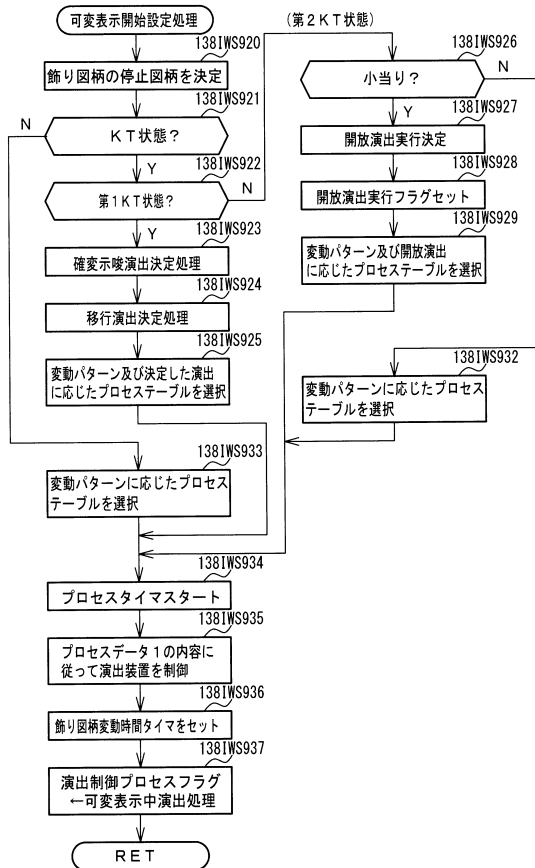 可変表示開始設定処理
138IWS920
飾り図柄の停止図柄を決定
138IWS921
KT状態?
N
Y
138IWS922
第1KT状態?
N
Y
138IWS923
確変示唆演出決定処理
138IWS924
移行演出決定処理
138IWS925
変動パターン及び決定した演出
に応じたプロセステーブルを選択
(第2KT状態)
138IWS926
小当り?
N
Y
138IWS927
開放演出実行決定
138IWS928
開放演出実行フラグセット
138IWS929
変動パターン及び開放演出
に応じたプロセステーブルを選択
138IWS932
変動パターンに応じたプロセス
テーブルを選択
138IWS933
変動パターンに応じたプロセス
テーブルを選択
138IWS934
プロセスタイマスタート
138IWS935
プロセスデータ1の内容に
従って演出装置を制御
138IWS936
飾り図柄変動時間タイマをセット
138IWS937
演出制御プロセスフラグ
←可変表示中演出処理
RET